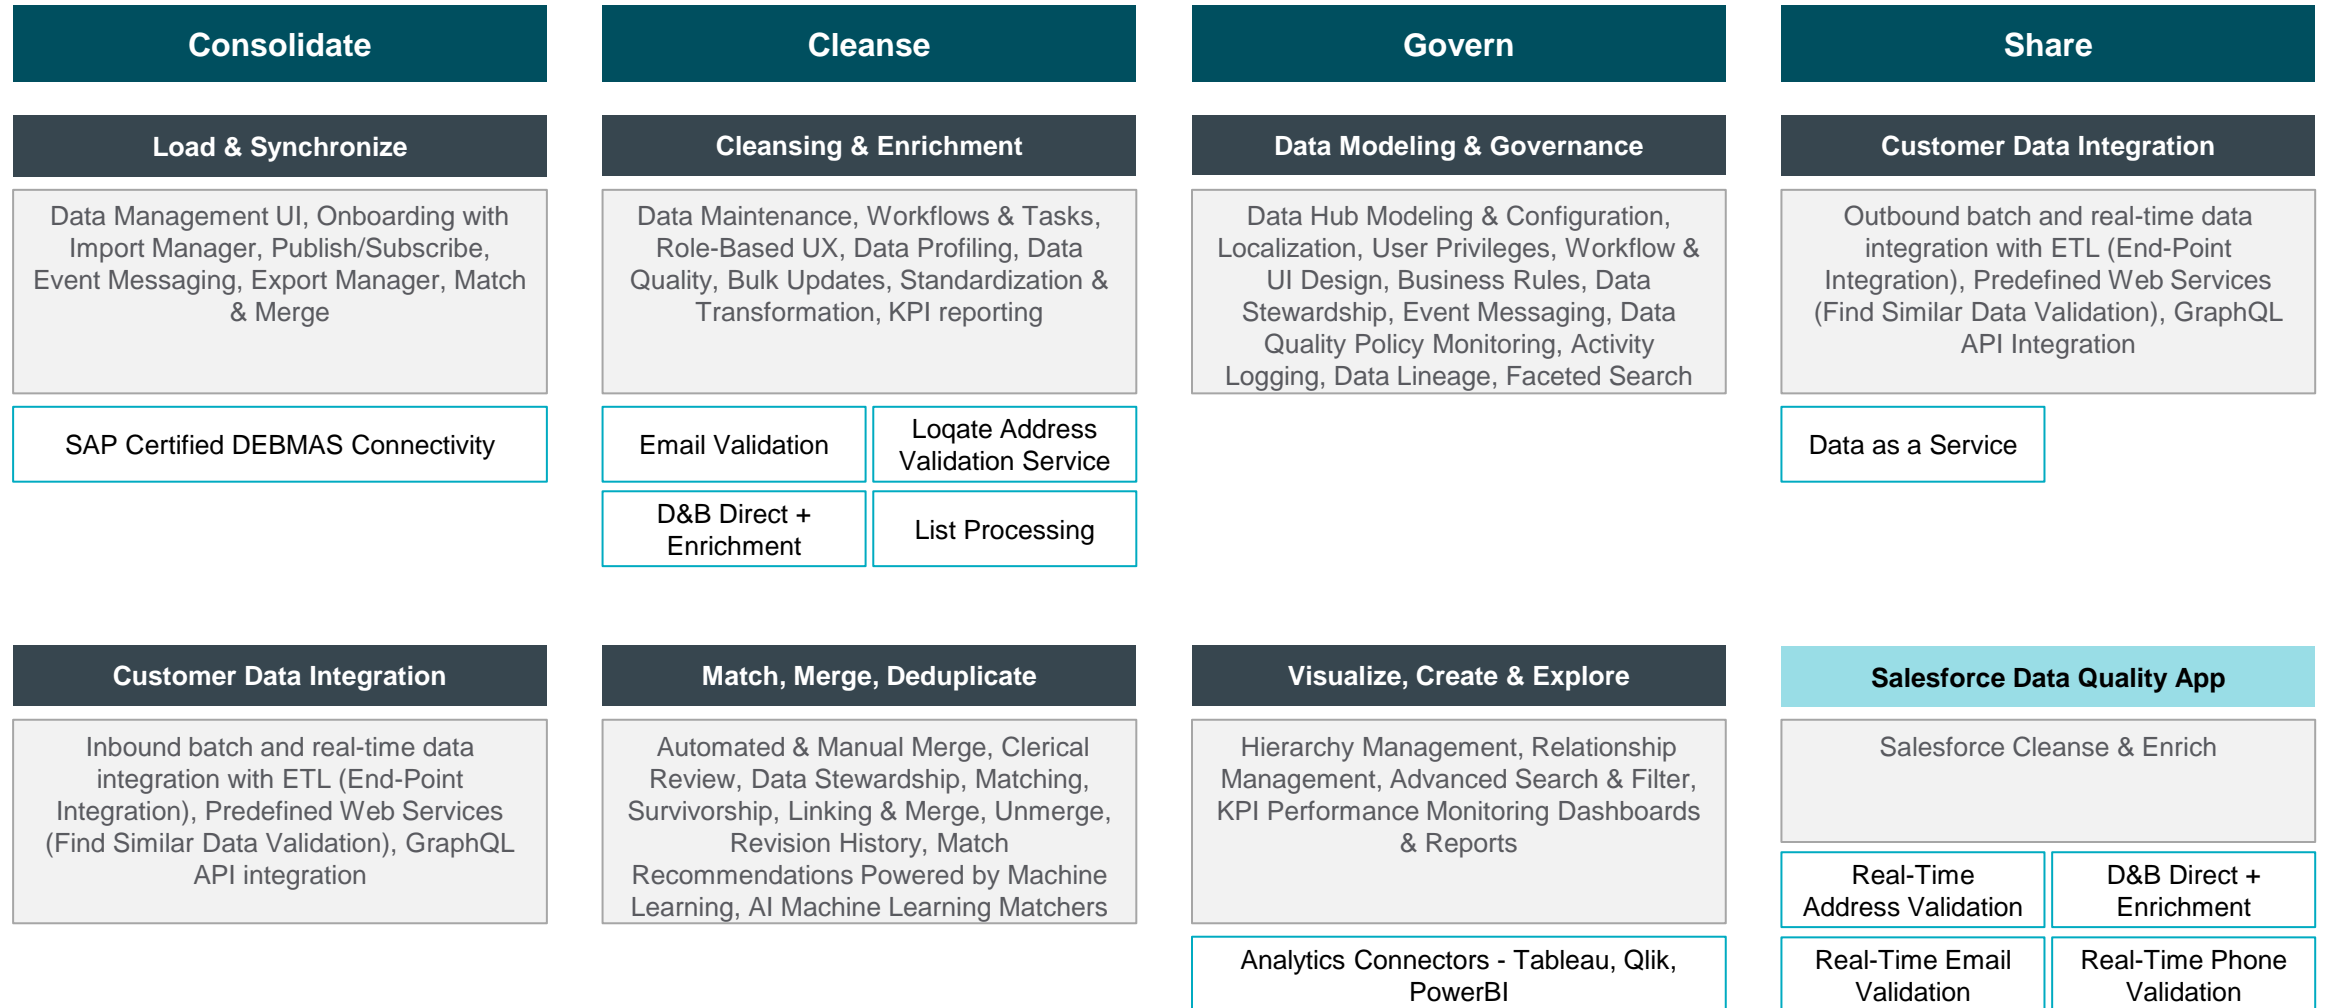 Consolidate
Cleanse
Govern
Share
Load & Synchronize
Data Management UI, Onboarding with
Import Manager, Publish/Subscribe,
Event Messaging, Export Manager, Match
& Merge
SAP Certified DEBMAS Connectivity
Cleansing & Enrichment
Data Maintenance, Workflows & Tasks,
Role-Based UX, Data Profiling, Data
Quality, Bulk Updates, Standardization &
Transformation, KPI reporting
Email Validation
Loqate Address
Validation Service
D&B Direct +
Enrichment
List Processing
Data Modeling & Governance
Data Hub Modeling & Configuration,
Localization, User Privileges, Workflow &
UI Design, Business Rules, Data
Stewardship, Event Messaging, Data
Quality Policy Monitoring, Activity
Logging, Data Lineage, Faceted Search
Customer Data Integration
Outbound batch and real-time data
integration with ETL (End-Point
Integration), Predefined Web Services
(Find Similar Data Validation), GraphQL
API Integration
Data as a Service
Customer Data Integration
Inbound batch and real-time data
integration with ETL (End-Point
Integration), Predefined Web Services
(Find Similar Data Validation), GraphQL
API integration
Match, Merge, Deduplicate
Automated & Manual Merge, Clerical
Review, Data Stewardship, Matching,
Survivorship, Linking & Merge, Unmerge,
Revision History, Match
Recommendations Powered by Machine
Learning, AI Machine Learning Matchers
Visualize, Create & Explore
Hierarchy Management, Relationship
Management, Advanced Search & Filter,
KPI Performance Monitoring Dashboards
& Reports
Analytics Connectors - Tableau, Qlik,
PowerBI
Salesforce Data Quality App
Salesforce Cleanse & Enrich
Real-Time
Address Validation
D&B Direct +
Enrichment
Real-Time Email
Validation
Real-Time Phone
Validation